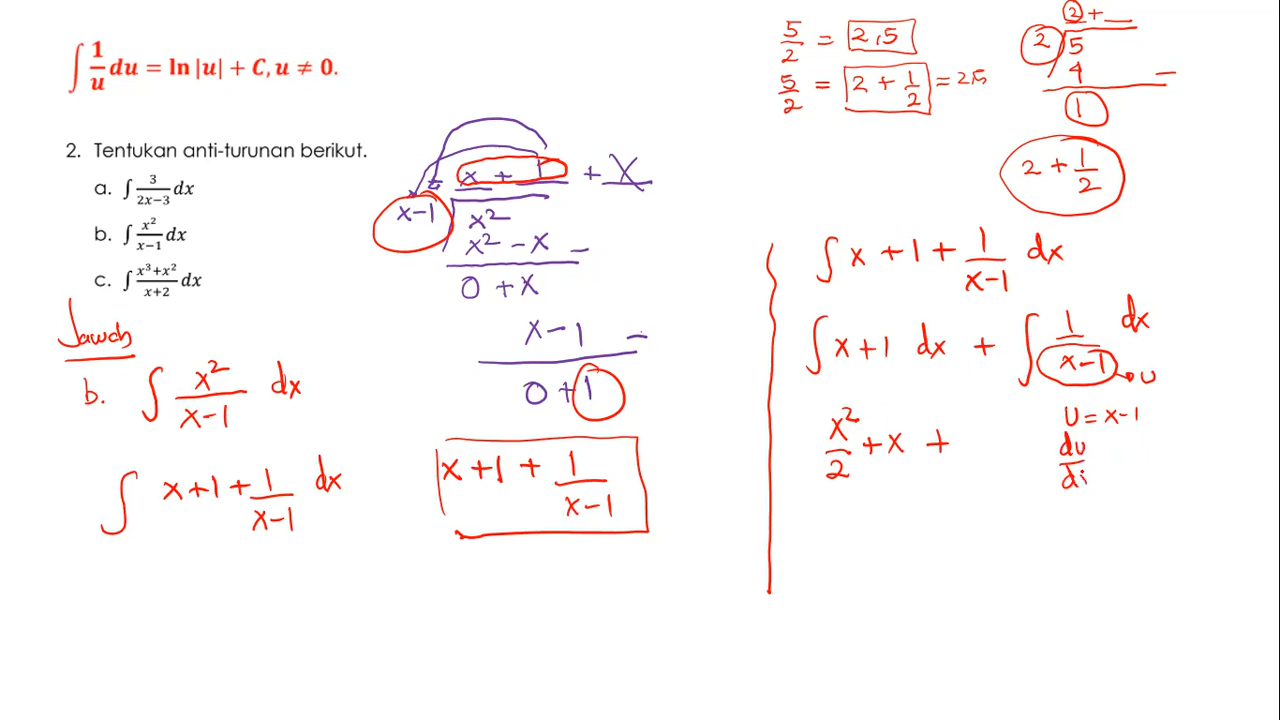 ∫ 1/u du = ln |u| + C, u ≠ 0.
2. Tentukan anti-turunan berikut.
a. ∫ 3/(2x−3) dx
b. ∫ x²/(x−1) dx
c. ∫ (x³+x²)/(x+2) dx
Jawab
b. ∫ x²/(x−1) dx
∫ x+1+ 1/(x−1) dx
x + 1 + X
x−1 x²
x² − x −
0 + x
x − 1 −
0 + 1
x+1 + 1/(x−1)
5/2 = 2,5
5/2 = 2 + 1/2 = 2,5
2 + _
2 5
4 −
1
2 + 1/2
∫ x + 1 + 1/(x−1) dx
∫ x+1 dx + ∫ 1/(x−1) dx
u
x²/2 + x +
U = x−1
du